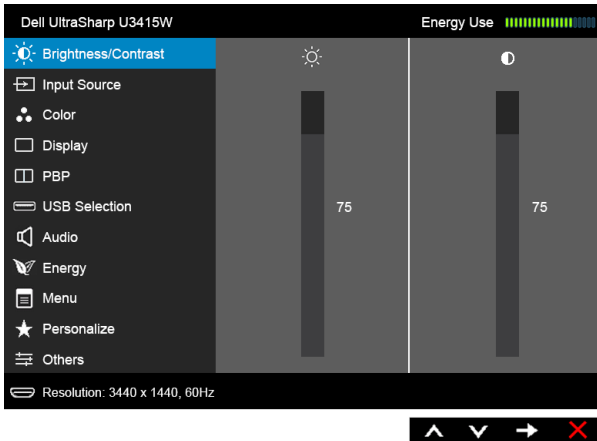 Dell UltraSharp U3415W
Energy Use
Brightness/Contrast
Input Source
Color
Display
PBP
USB Selection
Audio
Energy
Menu
Personalize
Others
75
75
Resolution: 3440 x 1440, 60Hz